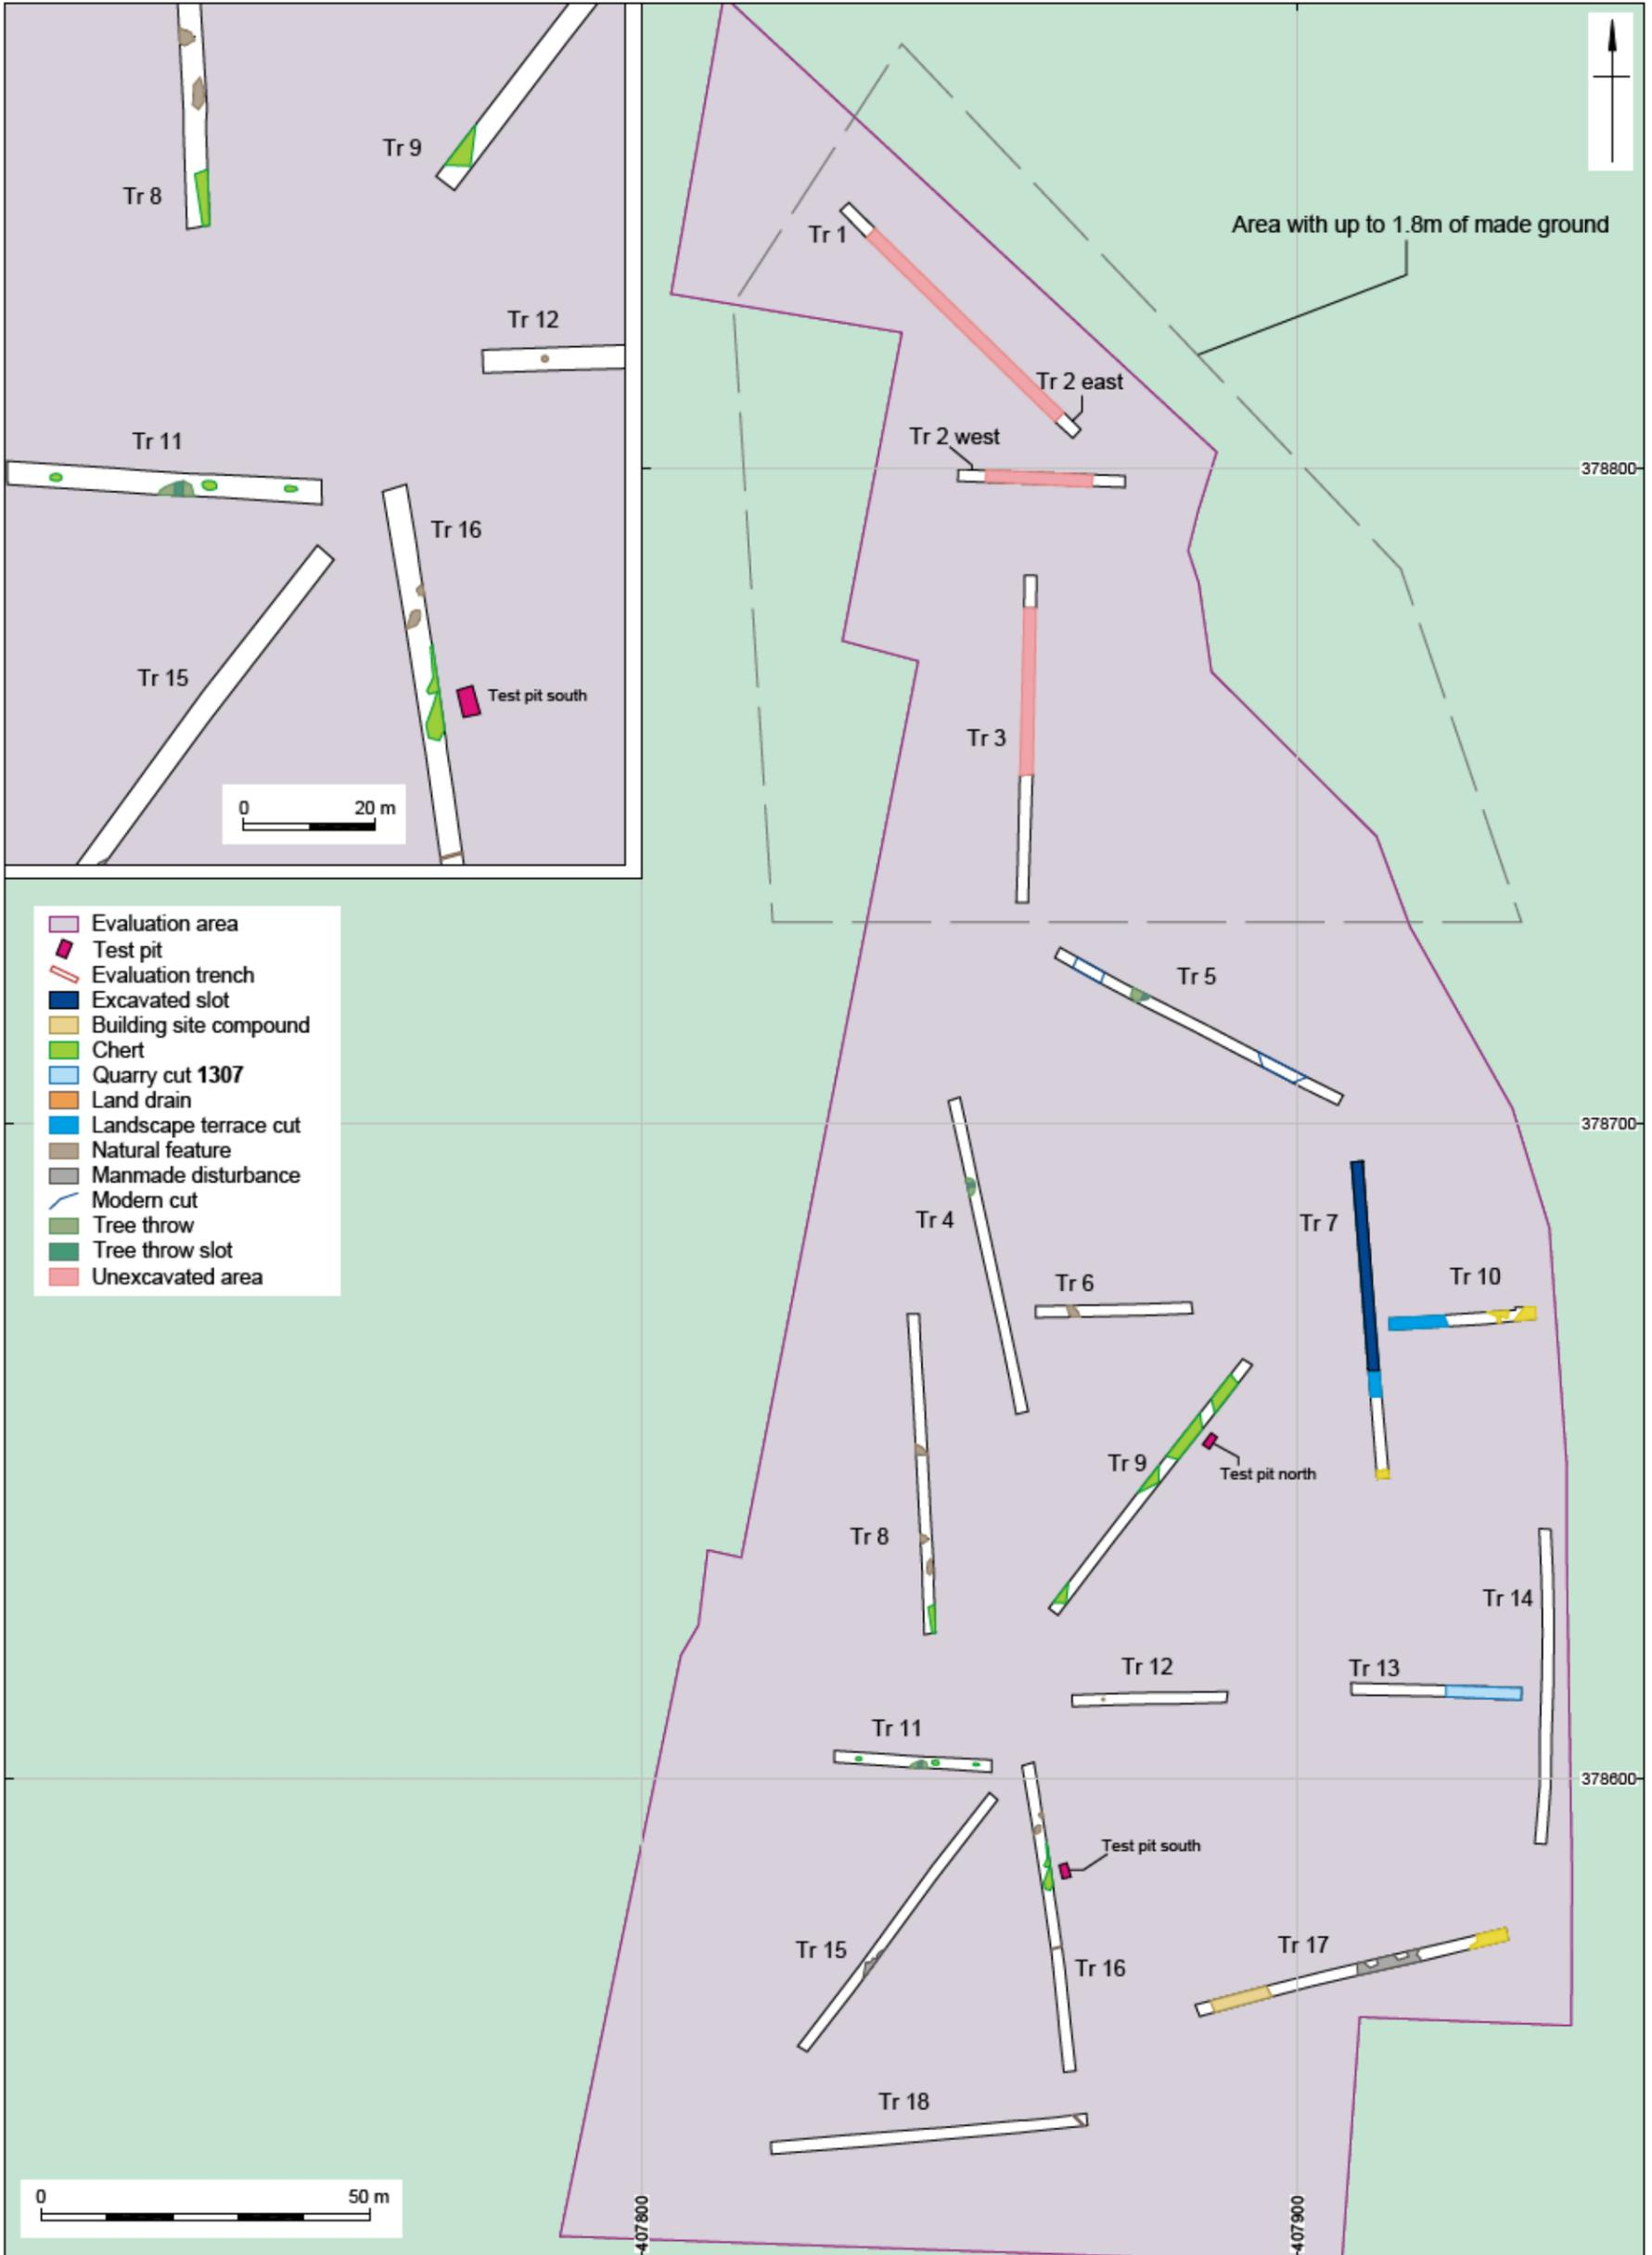 Tr 9
Tr 8
Tr 12
Tr 11
Tr 16
Tr 15
Test pit south
0 20 m
Evaluation area
Test pit
Evaluation trench
Excavated slot
Building site compound
Chert
Quarry cut 1307
Land drain
Landscape terrace cut
Natural feature
Manmade disturbance
Modern cut
Tree throw
Tree throw slot
Unexcavated area
Area with up to 1.8m of made ground
Tr 1
Tr 2 east
Tr 2 west
378800
Tr 3
Tr 5
378700
Tr 4
Tr 7
Tr 6
Tr 10
Tr 9
Test pit north
Tr 8
Tr 14
Tr 12
Tr 13
Tr 11
378600
Test pit south
Tr 15
Tr 17
Tr 16
Tr 18
0 50 m
407800
407900